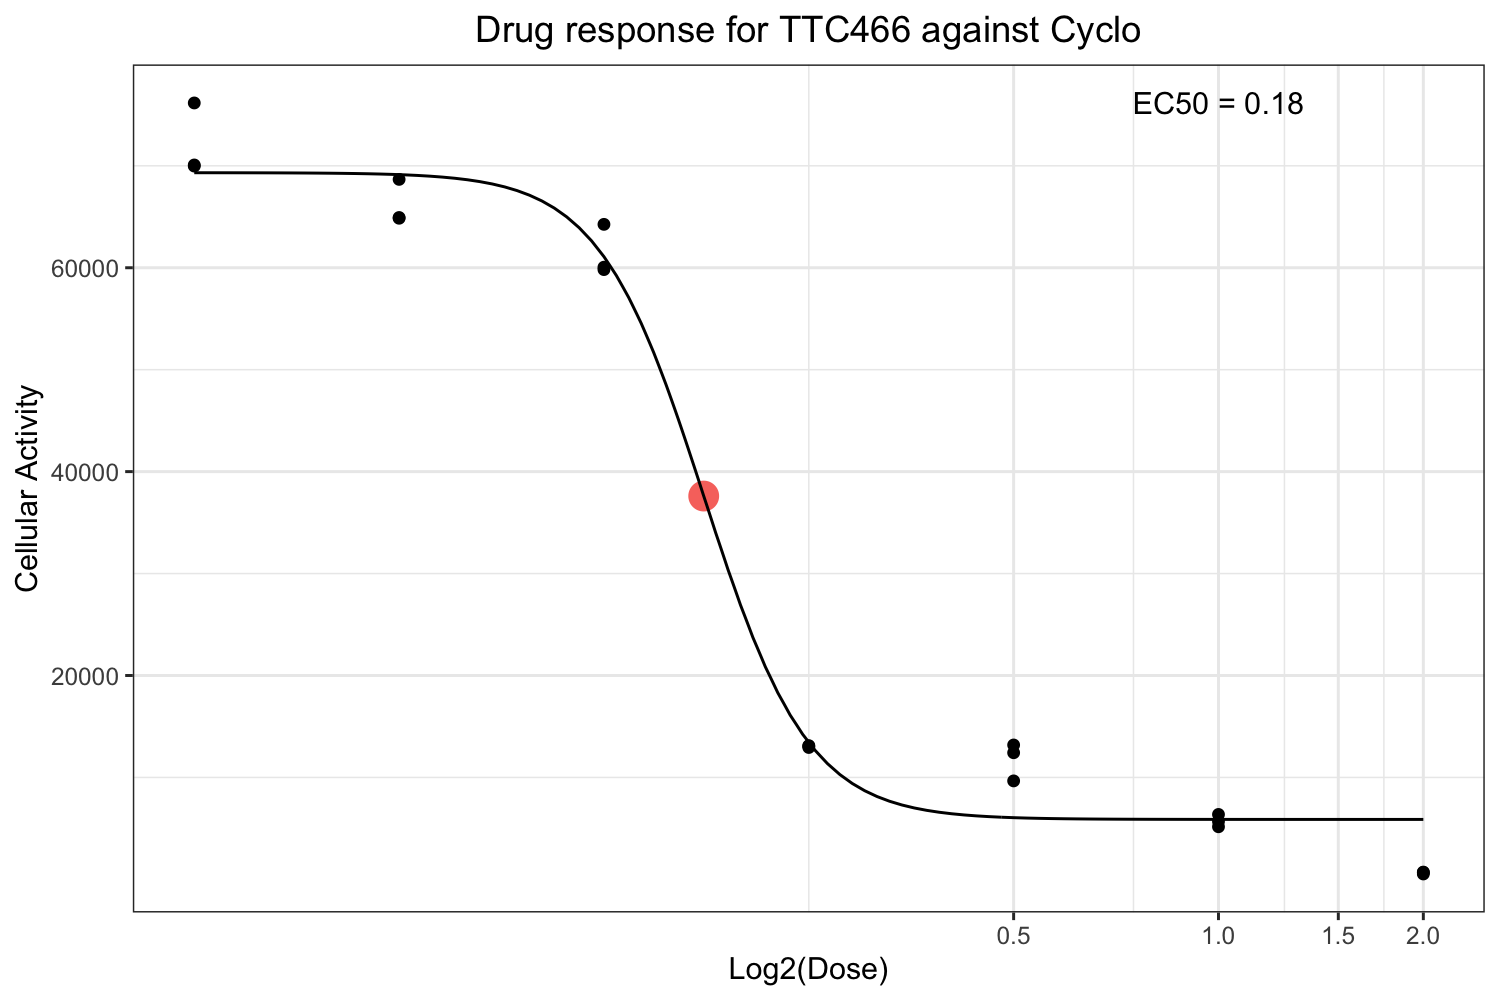 Drug response for TTC466 against Cyclo
EC50 = 0.18
60000
40000
20000
Cellular Activity
0.5 1.0 1.5 2.0
Log2(Dose)